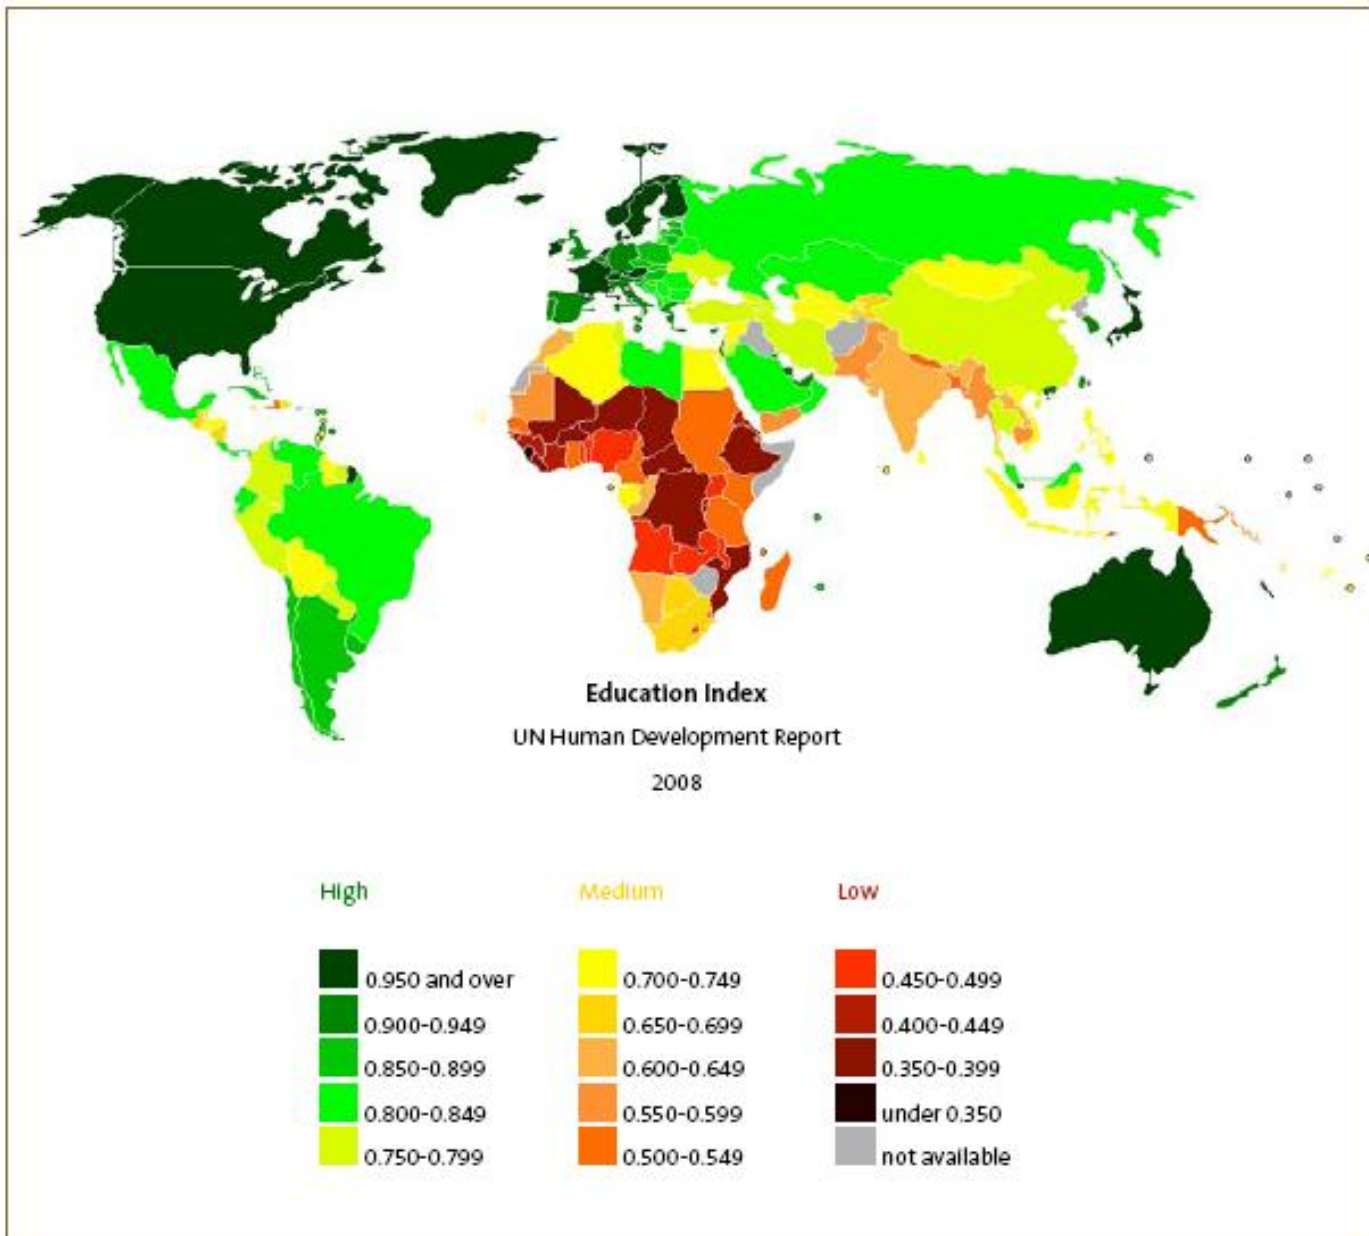 Education Index
UN Human Development Report
2008
High
0.950 and over
0.900-0.949
0.850-0.899
0.800-0.849
0.750-0.799
Medium
0.700-0.749
0.650-0.699
0.600-0.649
0.550-0.599
0.500-0.549
Low
0.450-0.499
0.400-0.449
0.350-0.399
under 0.350
not available